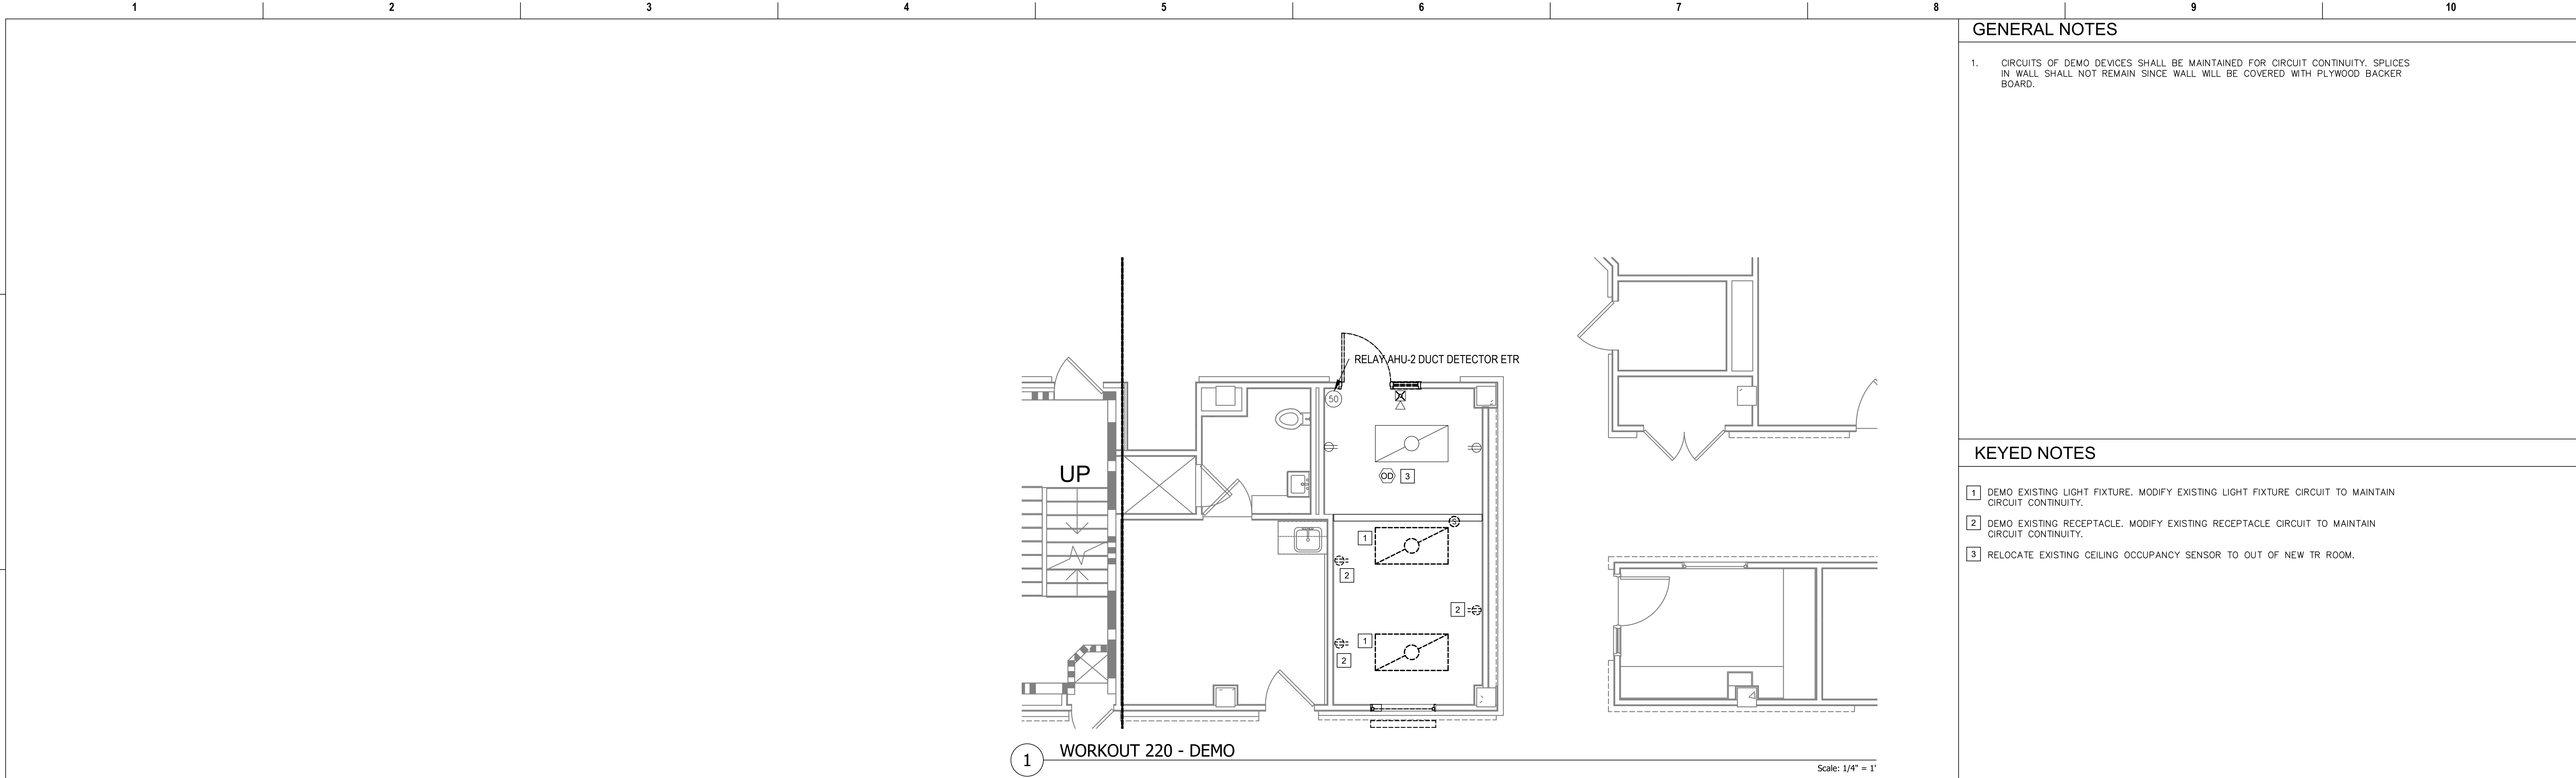 1 2 3 4 5 6 7 8 9 10
GENERAL NOTES
1. CIRCUITS OF DEMO DEVICES SHALL BE MAINTAINED FOR CIRCUIT CONTINUITY. SPLICES
IN WALL SHALL NOT REMAIN SINCE WALL WILL BE COVERED WITH PLYWOOD BACKER
BOARD.
RELAY AHU-2 DUCT DETECTOR ETR
50
UP
OD 3
S
1
2
2
1
2
KEYED NOTES
1 DEMO EXISTING LIGHT FIXTURE. MODIFY EXISTING LIGHT FIXTURE CIRCUIT TO MAINTAIN
CIRCUIT CONTINUITY.
2 DEMO EXISTING RECEPTACLE. MODIFY EXISTING RECEPTACLE CIRCUIT TO MAINTAIN
CIRCUIT CONTINUITY.
3 RELOCATE EXISTING CEILING OCCUPANCY SENSOR TO OUT OF NEW TR ROOM.
1 WORKOUT 220 - DEMO
Scale: 1/4" = 1'